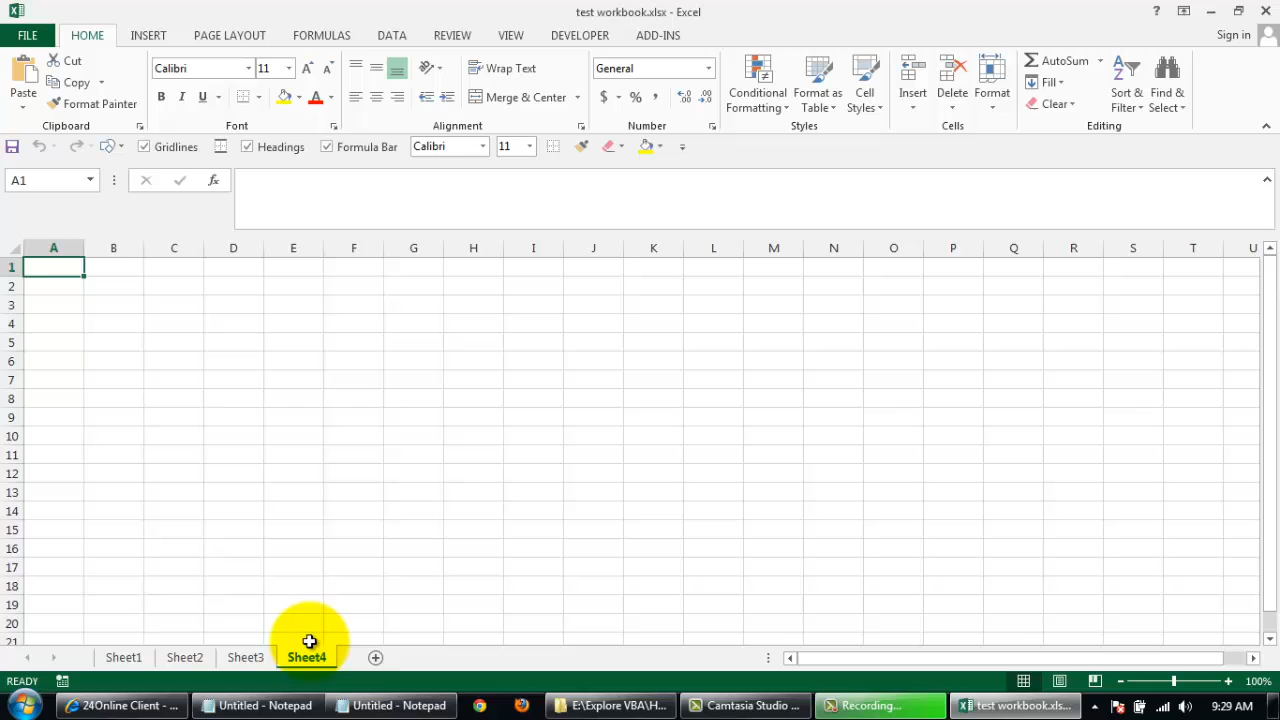 test workbook.xlsx - Excel
FILE HOME INSERT PAGE LAYOUT FORMULAS DATA REVIEW VIEW DEVELOPER ADD-INS Sign in
Paste
Cut
Copy
Format Painter
Clipboard
Calibri 11
B I U A
Font
Wrap Text
Merge & Center
Alignment
General
$ % ,
Number
Conditional Formatting
Format as Table
Cell Styles
Styles
Insert Delete Format
Cells
AutoSum
Fill
Clear
Sort & Filter
Find & Select
Editing
Gridlines Headings Formula Bar Calibri 11
A1 fx
A B C D E F G H I J K L M N O P Q R S T U
1
2
3
4
5
6
7
8
9
10
11
12
13
14
15
16
17
18
19
20
21
Sheet1 Sheet2 Sheet3 Sheet4
READY 100%
24Online Client - ... Untitled - Notepad Untitled - Notepad E:\Explore VBA\H... Camtasia Studio ... Recording... test workbook.xls... 9:29 AM